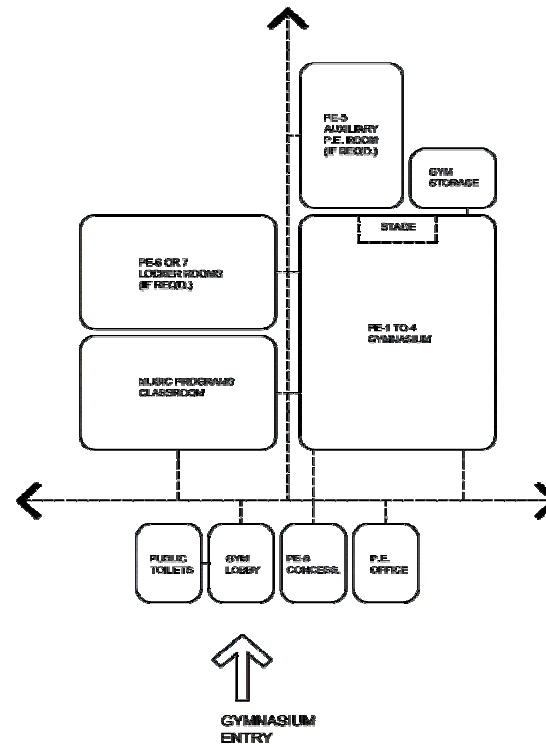 PE-5
AUXILIARY
P.E. ROOM
(IF REQ'D.)
GYM
STORAGE
STAGE
PE-6 OR 7
LOCKER ROOMS
(IF REQ'D.)
PE-1 TO 4
GYMNASIUM
MUSIC PROGRAMS
CLASSROOM
PUBLIC
TOILETS
GYM
LOBBY
PE-8
CONCESS.
P.E.
OFFICE
GYMNASIUM
ENTRY